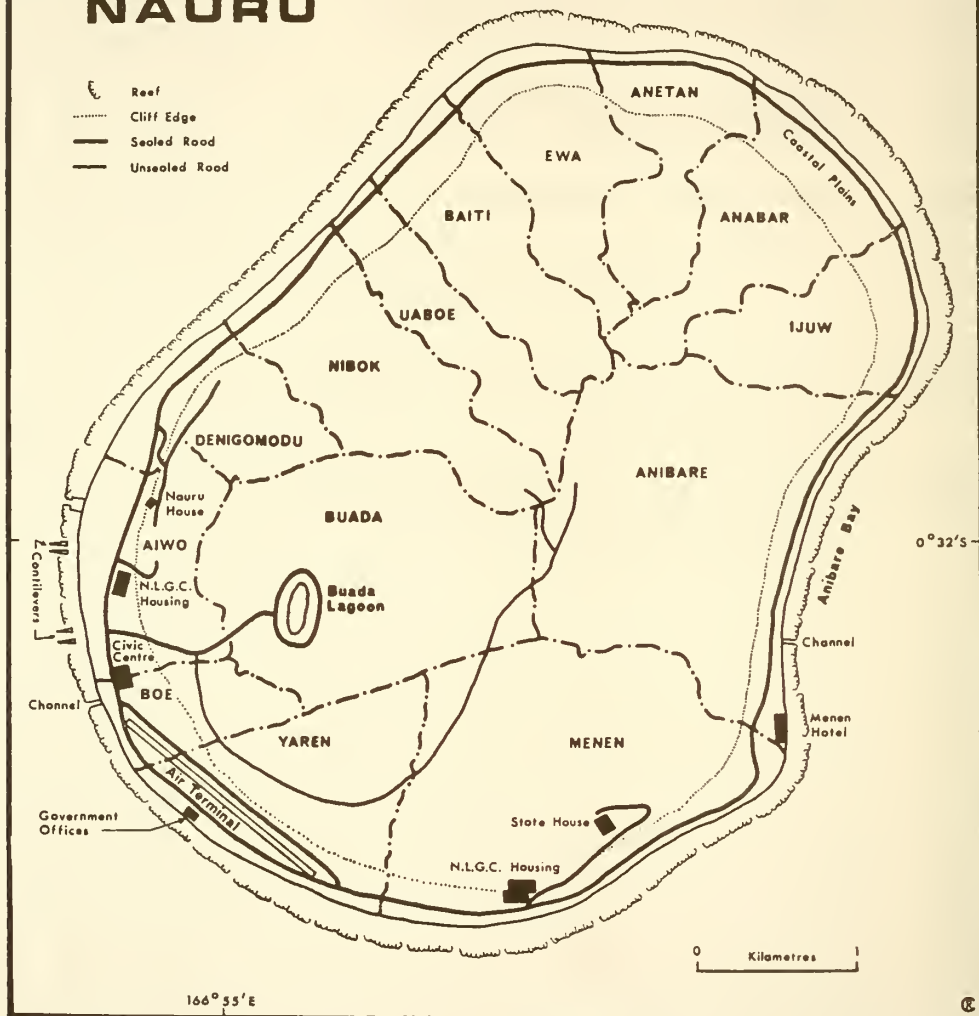 NAURU
Reef
Cliff Edge
Sealed Road
Unsealed Road
ANETAN
EWA
Coastal Plains
BAITI
ANABAR
UABOE
IJUW
NIBOK
DENIGOMODU
ANIBARE
Nauru
House
BUADA
AIWO
0°32'S
Cantilevers
Anibare Bay
N.L.G.C.
Housing
Buada
Lagoon
Civic
Centre
Channel
BOE
Channel
YAREN
MENEN
Menen
Hotel
Air Terminal
Government
Offices
State House
N.L.G.C. Housing
0 1
Kilometres
166°55'E